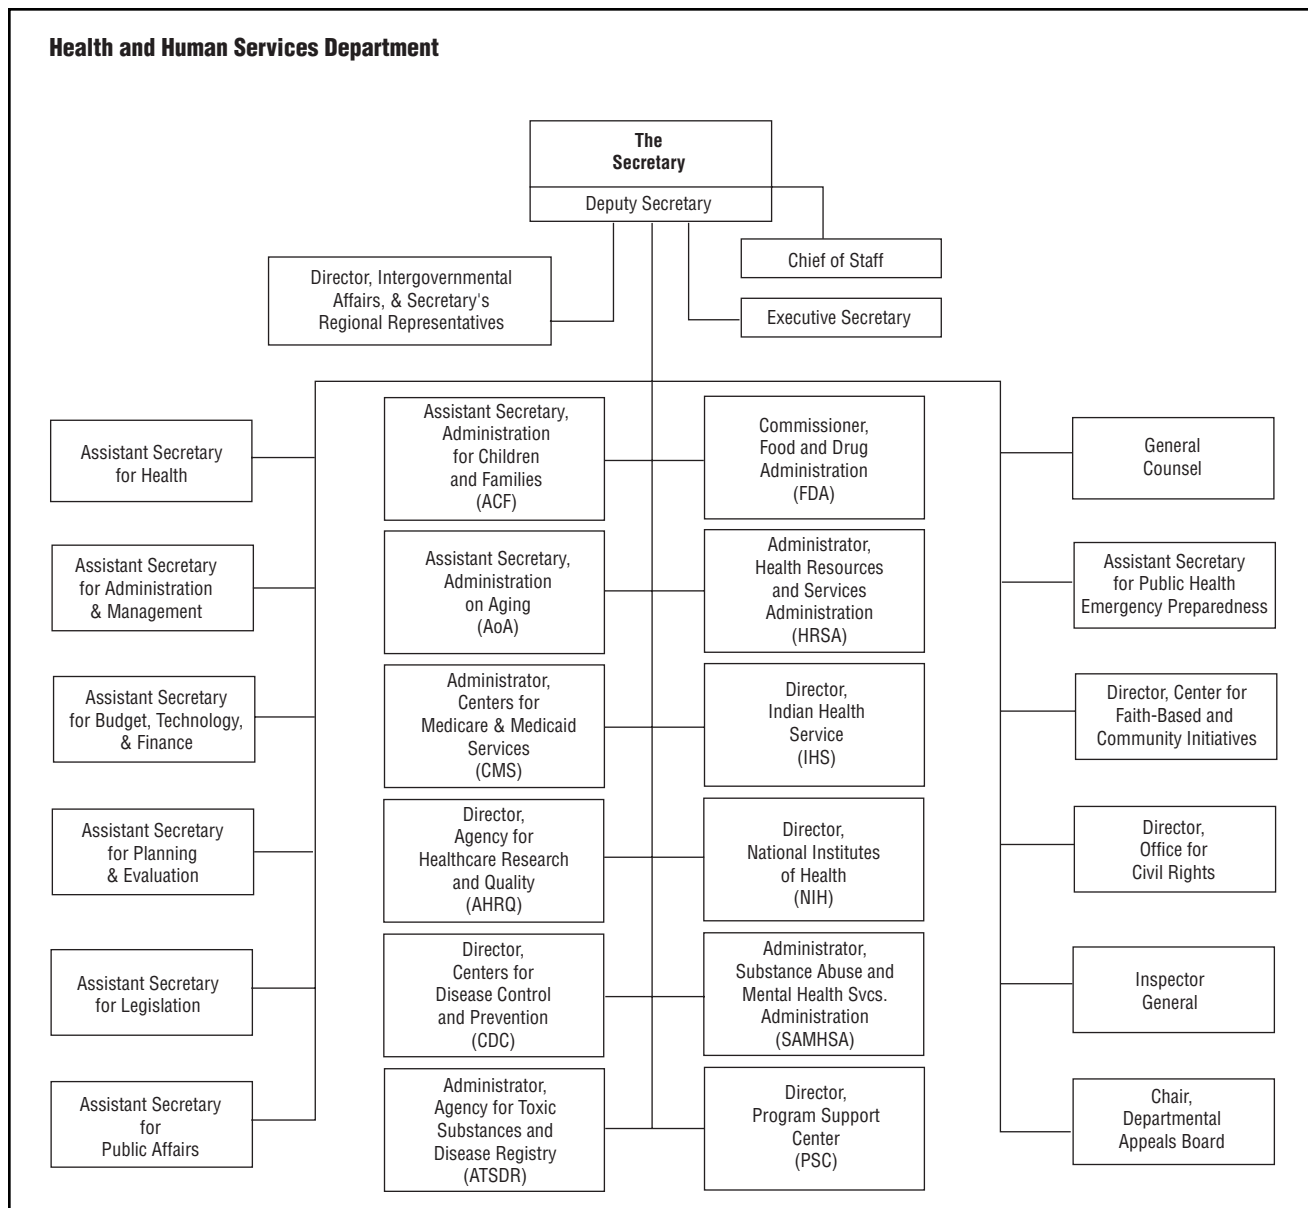 Health and Human Services Department
The
Secretary
Deputy Secretary
Chief of Staff
Director, Intergovernmental
Affairs, & Secretary's
Regional Representatives
Executive Secretary
Assistant Secretary
for Health
Assistant Secretary
for Administration
& Management
Assistant Secretary
for Budget, Technology,
& Finance
Assistant Secretary
for Planning
& Evaluation
Assistant Secretary
for Legislation
Assistant Secretary
for
Public Affairs
Assistant Secretary,
Administration
for Children
and Families
(ACF)
Assistant Secretary,
Administration
on Aging
(AoA)
Administrator,
Centers for
Medicare & Medicaid
Services
(CMS)
Director,
Agency for
Healthcare Research
and Quality
(AHRQ)
Director,
Centers for
Disease Control
and Prevention
(CDC)
Administrator,
Agency for Toxic
Substances and
Disease Registry
(ATSDR)
Commissioner,
Food and Drug
Administration
(FDA)
Administrator,
Health Resources
and Services
Administration
(HRSA)
Director,
Indian Health
Service
(IHS)
Director,
National Institutes
of Health
(NIH)
Administrator,
Substance Abuse and
Mental Health Svcs.
Administration
(SAMHSA)
Director,
Program Support
Center
(PSC)
General
Counsel
Assistant Secretary
for Public Health
Emergency Preparedness
Director, Center for
Faith-Based and
Community Initiatives
Director,
Office for
Civil Rights
Inspector
General
Chair,
Departmental
Appeals Board